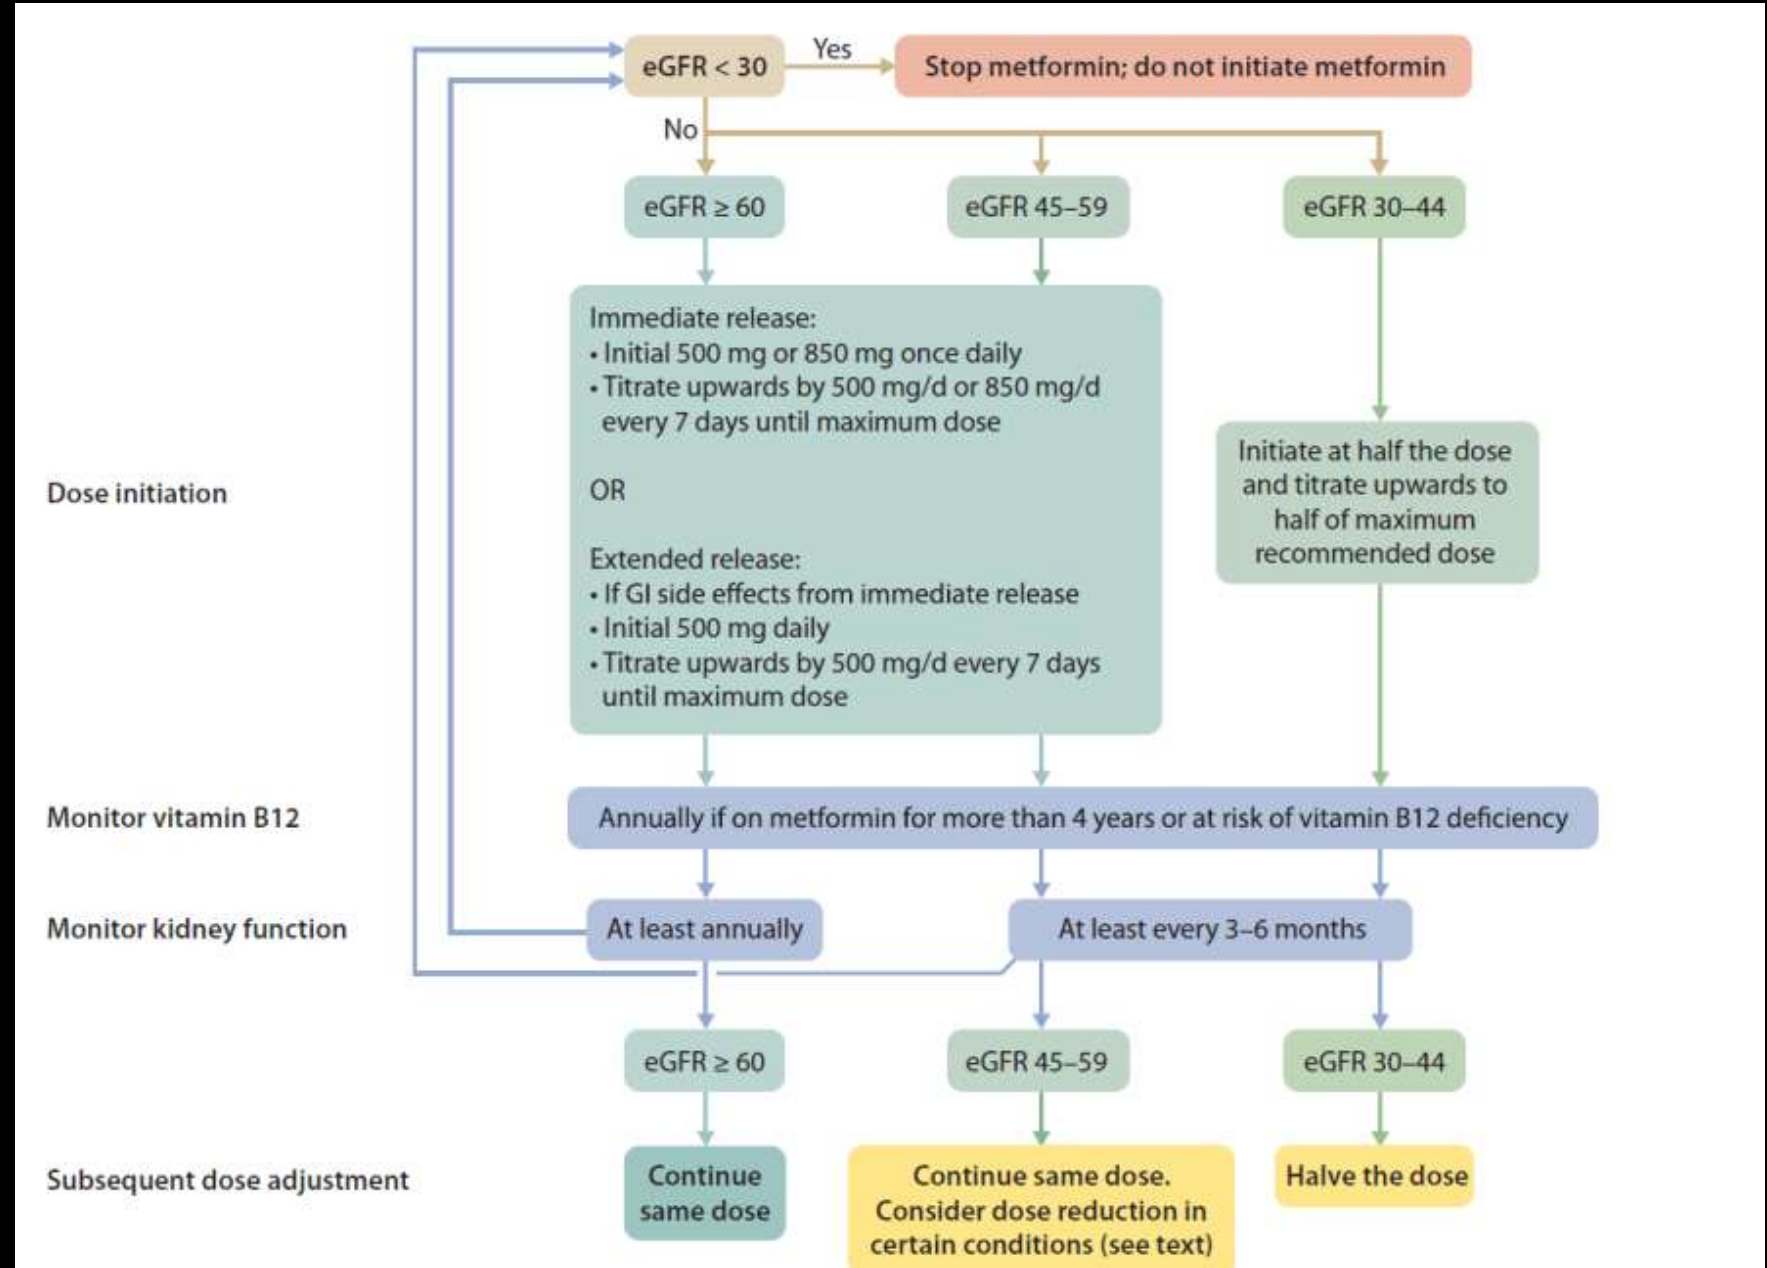 eGFR < 30
Yes
Stop metformin; do not initiate metformin
No
eGFR ≥ 60
eGFR 45–59
eGFR 30–44
Dose initiation
Immediate release:
• Initial 500 mg or 850 mg once daily
• Titrate upwards by 500 mg/d or 850 mg/d
every 7 days until maximum dose
OR
Extended release:
• If GI side effects from immediate release
• Initial 500 mg daily
• Titrate upwards by 500 mg/d every 7 days
until maximum dose
Initiate at half the dose
and titrate upwards to
half of maximum
recommended dose
Monitor vitamin B12
Annually if on metformin for more than 4 years or at risk of vitamin B12 deficiency
Monitor kidney function
At least annually
At least every 3–6 months
eGFR ≥ 60
eGFR 45–59
eGFR 30–44
Subsequent dose adjustment
Continue
same dose
Continue same dose.
Consider dose reduction in
certain conditions (see text)
Halve the dose